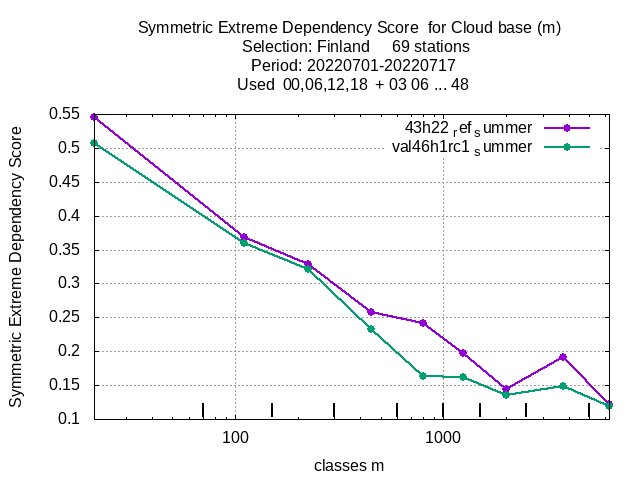 Symmetric Extreme Dependency Score for Cloud base (m)
Selection: Finland 69 stations
Period: 20220701-20220717
Used 00,06,12,18 + 03 06 ... 48
43h22 ref summer
val46h1rc1 summer
Symmetric Extreme Dependency Score
0.55
0.5
0.45
0.4
0.35
0.3
0.25
0.2
0.15
0.1
100
1000
classes m